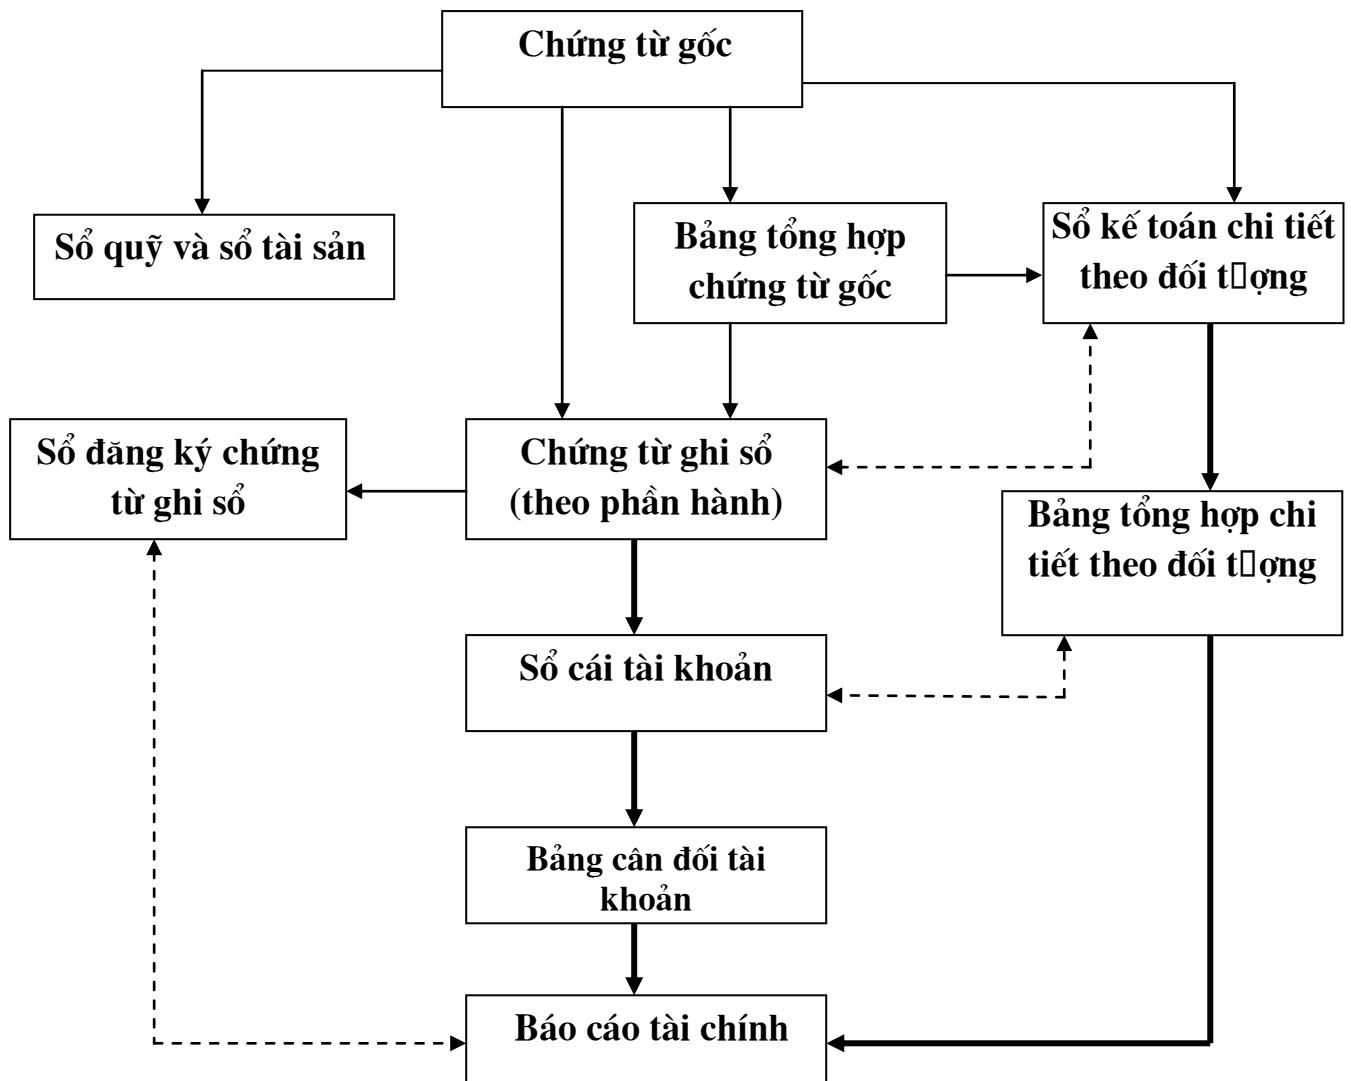 Chứng từ gốc
Sổ quỹ và sổ tài sản
Bảng tổng hợp
chứng từ gốc
Sổ kế toán chi tiết
theo đối t▯ợng
Sổ đăng ký chứng
từ ghi sổ
Chứng từ ghi sổ
(theo phần hành)
Bảng tổng hợp chi
tiết theo đối t▯ợng
Sổ cái tài khoản
Bảng cân đối tài
khoản
Báo cáo tài chính